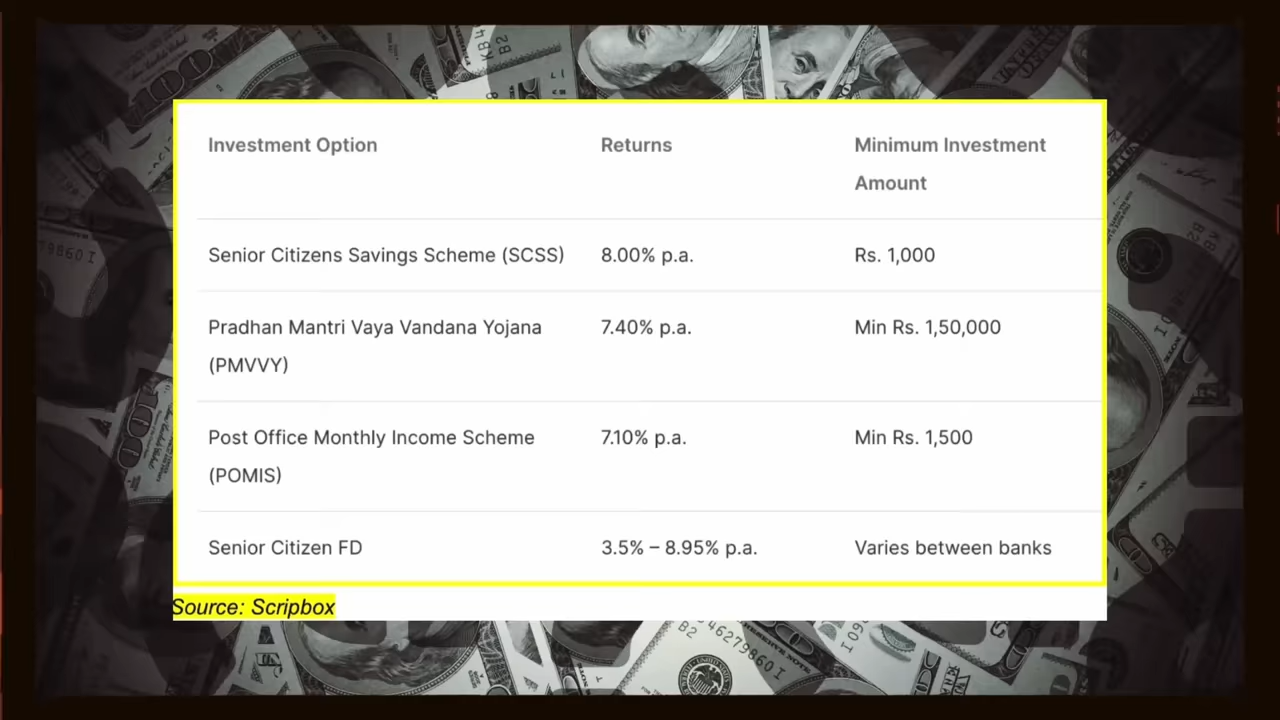 Investment Option Returns Minimum Investment
Amount
Senior Citizens Savings Scheme (SCSS) 8.00% p.a. Rs. 1,000
Pradhan Mantri Vaya Vandana Yojana 7.40% p.a. Min Rs. 1,50,000
(PMVVY)
Post Office Monthly Income Scheme 7.10% p.a. Min Rs. 1,500
(POMIS)
Senior Citizen FD 3.5% – 8.95% p.a. Varies between banks
Source: Scripbox